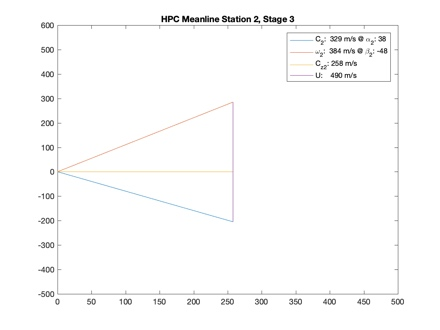 HPC Meanline Station 2, Stage 3
600
500
400
300
200
100
0
-100
-200
-300
-400
-500
0 50 100 150 200 250 300 350 400 450 500
C₂: 329 m/s @ α₂: 38
ω₂: 384 m/s @ β₂: -48
C_z2: 258 m/s
U: 490 m/s